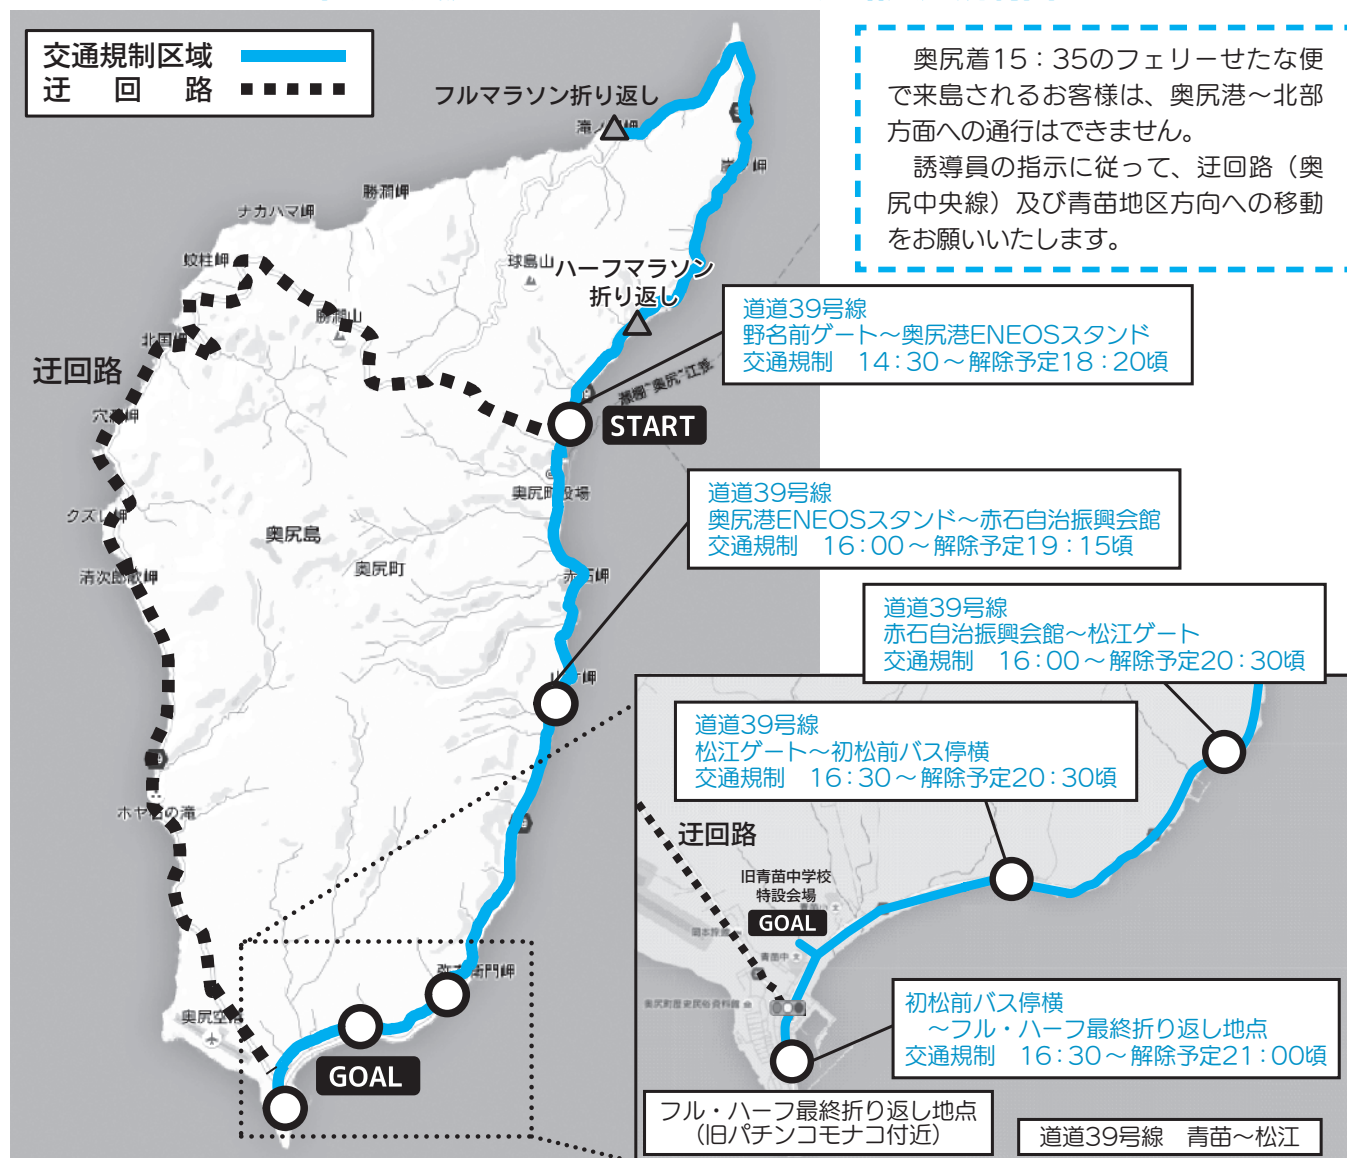 交通規制区域
迂回路
奥尻着15：35のフェリーせたな便
で来島されるお客様は、奥尻港～北部
方面への通行はできません。
誘導員の指示に従って、迂回路（奥
尻中央線）及び青苗地区方向への移動
をお願いいたします。
フルマラソン折り返し
勝澗岬
ナカハマ岬
蚊柱岬
球島山
ハーフマラソン
折り返し
勝澗山
北国岬
迂回路
道道39号線
野名前ゲート～奥尻港ENEOSスタンド
交通規制　14：30～解除予定18：20頃
START
奥尻町役場
道道39号線
奥尻港ENEOSスタンド～赤石自治振興会館
交通規制　16：00～解除予定19：15頃
クズレ岬
奥尻島
奥尻町
赤石岬
道道39号線
赤石自治振興会館～松江ゲート
交通規制　16：00～解除予定20：30頃
道道39号線
松江ゲート～初松前バス停横
交通規制　16：30～解除予定20：30頃
ホヤ石の滝
迂回路
旧青苗中学校
特設会場
GOAL
青苗中
奥尻空港
GOAL
初松前バス停横
～フル・ハーフ最終折り返し地点
交通規制　16：30～解除予定21：00頃
フル・ハーフ最終折り返し地点
（旧パチンコモナコ付近）
道道39号線　青苗～松江